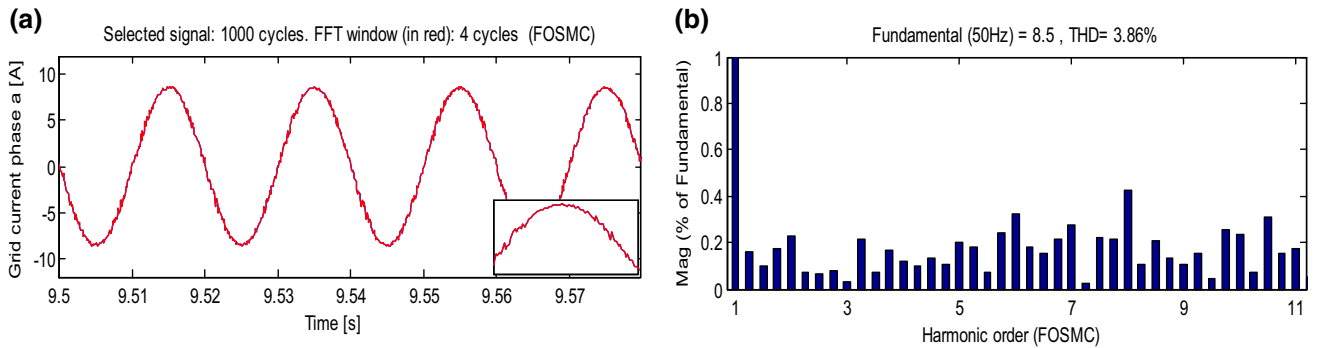 (a)
Selected signal: 1000 cycles. FFT window (in red): 4 cycles (FOSMC)
Grid current phase a [A]
10
5
0
-5
-10
9.5 9.51 9.52 9.53 9.54 9.55 9.56 9.57
Time [s]
(b)
Fundamental (50Hz) = 8.5 , THD= 3.86%
Mag (% of Fundamental)
1
0.8
0.6
0.4
0.2
0
1 3 5 7 9 11
Harmonic order (FOSMC)